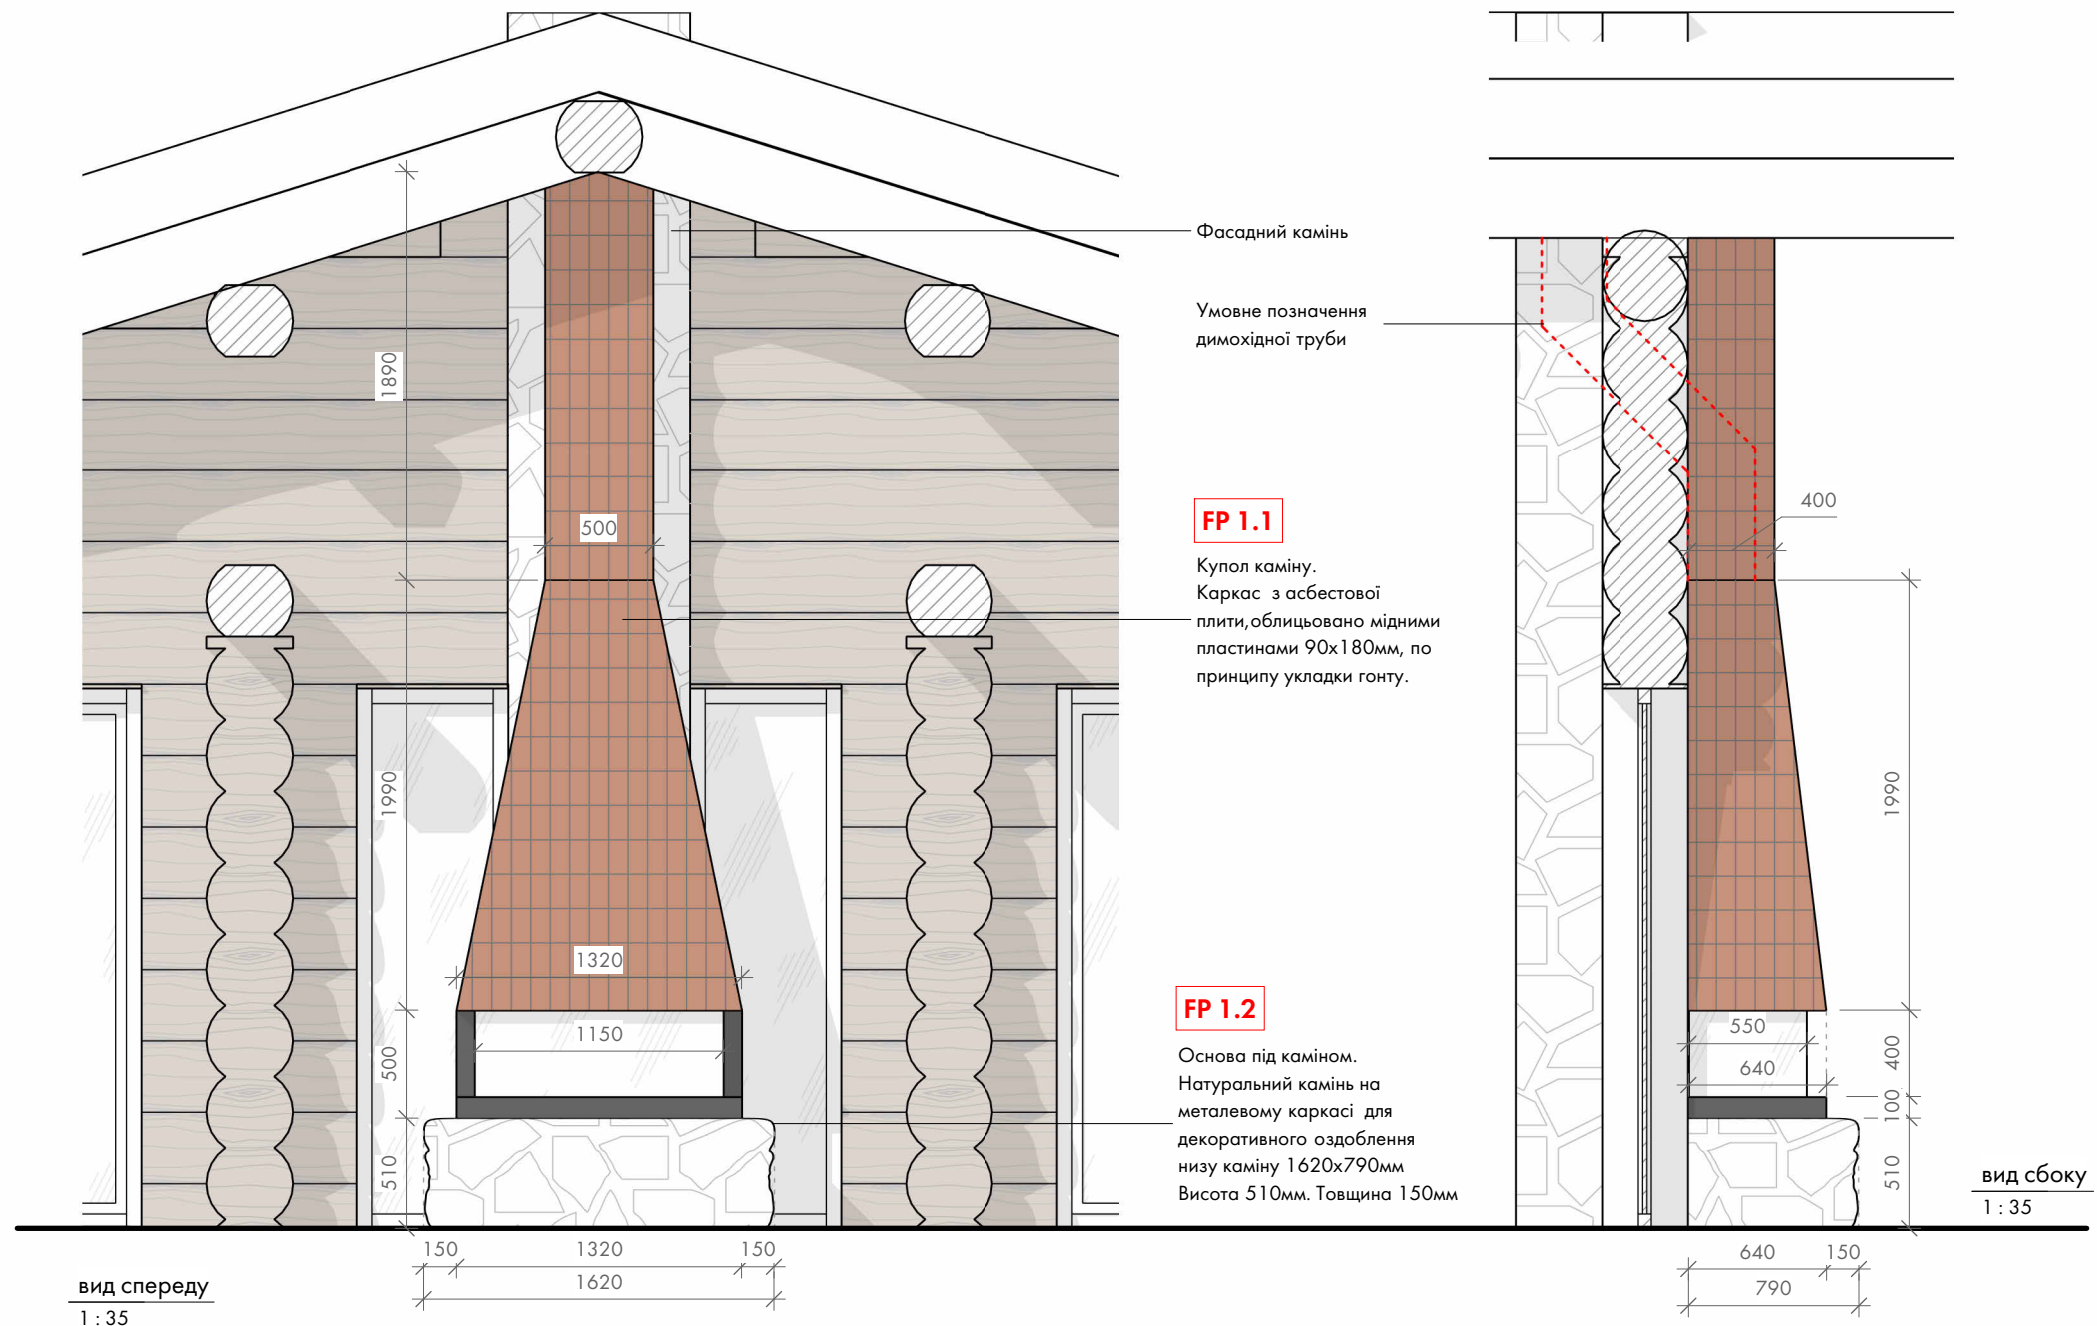 Фасадний камінь
Умовне позначення
димохідної труби
1890
500
400
FP 1.1
Купол каміну.
Каркас з асбестової
плити,облицьовано мідними
пластинами 90х180мм, по
принципу укладки гонту.
1990
1990
1320
FP 1.2
1150
550
500
400
640
Основа під каміном.
Натуральний камінь на
металевому каркасі для
декоративного оздоблення
низу каміну 1620х790мм
Висота 510мм. Товщина 150мм
100
510
510
вид сбоку
1 : 35
150
1320
150
640
150
1620
790
вид спереду
1 : 35